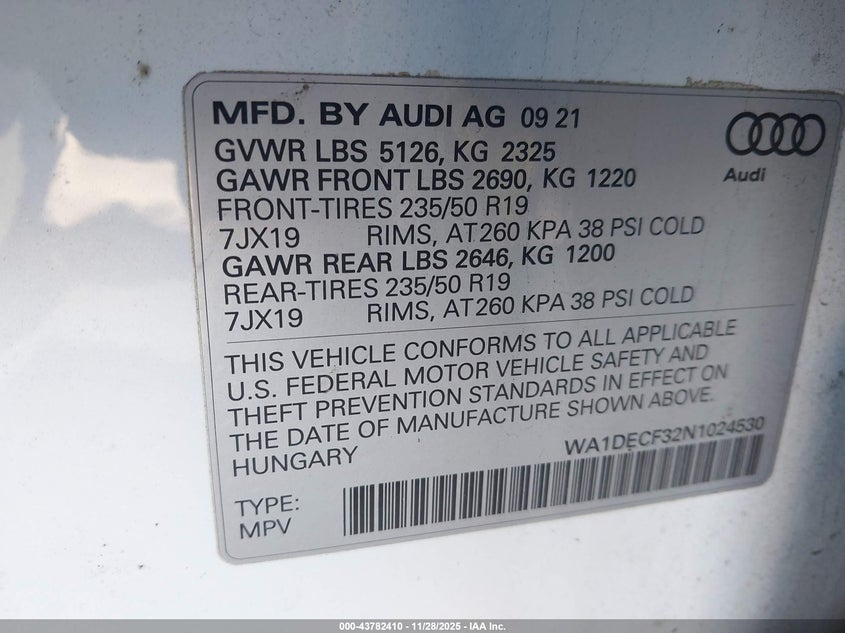 MFD. BY AUDI AG 09 21
GVWR LBS 5126, KG 2325
GAWR FRONT LBS 2690, KG 1220
FRONT-TIRES 235/50 R19
7JX19 RIMS, AT 260 KPA 38 PSI COLD
GAWR REAR LBS 2646, KG 1200
REAR-TIRES 235/50 R19
7JX19 RIMS, AT 260 KPA 38 PSI COLD
Audi
THIS VEHICLE CONFORMS TO ALL APPLICABLE
U.S. FEDERAL MOTOR VEHICLE SAFETY AND
THEFT PREVENTION STANDARDS IN EFFECT ON
THE DATE OF MANUFACTURE SHOWN ABOVE.
HUNGARY
WA1DECF32N1024530
TYPE:
MPV
000-43782410 - 11/28/2025 - IAA Inc.